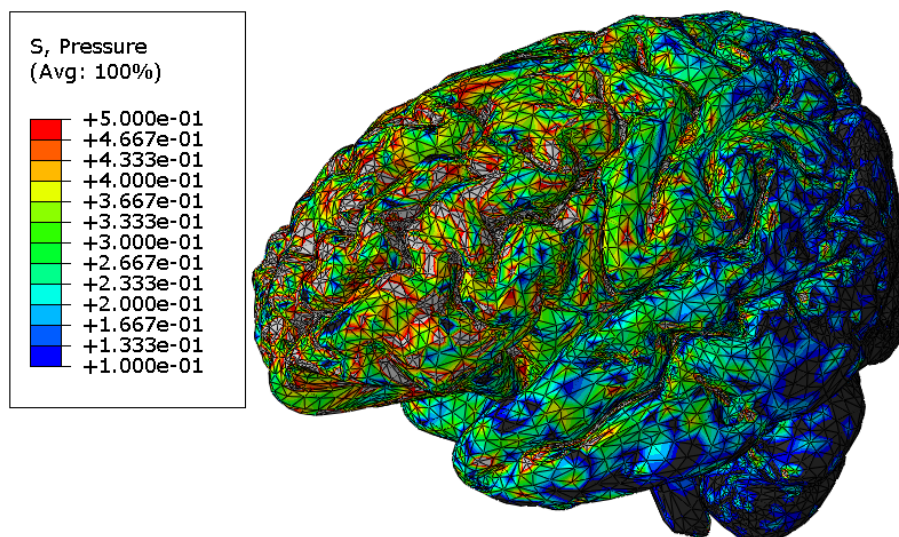 S, Pressure
(Avg: 100%)
+5.000e-01
+4.667e-01
+4.333e-01
+4.000e-01
+3.667e-01
+3.333e-01
+3.000e-01
+2.667e-01
+2.333e-01
+2.000e-01
+1.667e-01
+1.333e-01
+1.000e-01